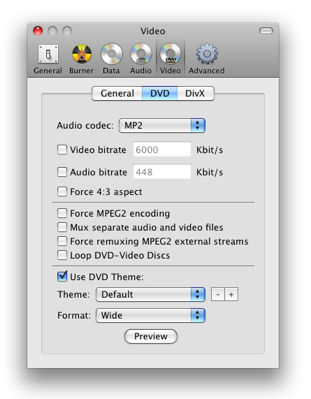 Video
General Burner Data Audio Video Advanced
General DVD DivX
Audio codec: MP2
Video bitrate 6000 Kbit/s
Audio bitrate 448 Kbit/s
Force 4:3 aspect
Force MPEG2 encoding
Mux separate audio and video files
Force remuxing MPEG2 external streams
Loop DVD-Video Discs
Use DVD Theme:
Theme: Default - +
Format: Wide
Preview